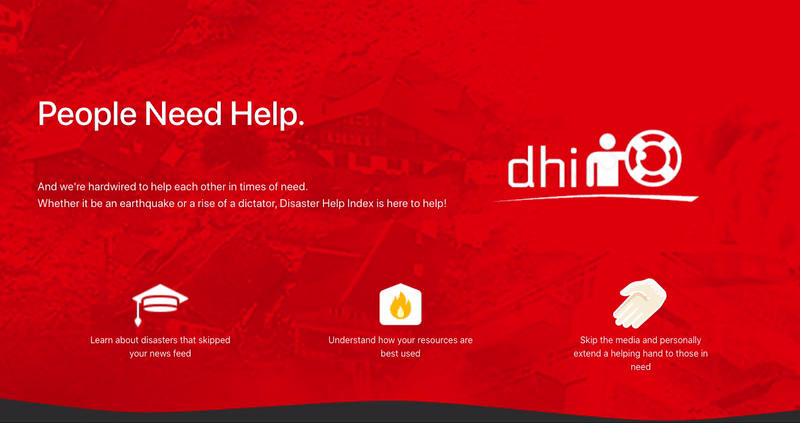 People Need Help.
dhi
And we're hardwired to help each other in times of need.
Whether it be an earthquake or a rise of a dictator, Disaster Help Index is here to help!
Learn about disasters that skipped
your news feed
Understand how your resources are
best used
Skip the media and personally
extend a helping hand to those in
need